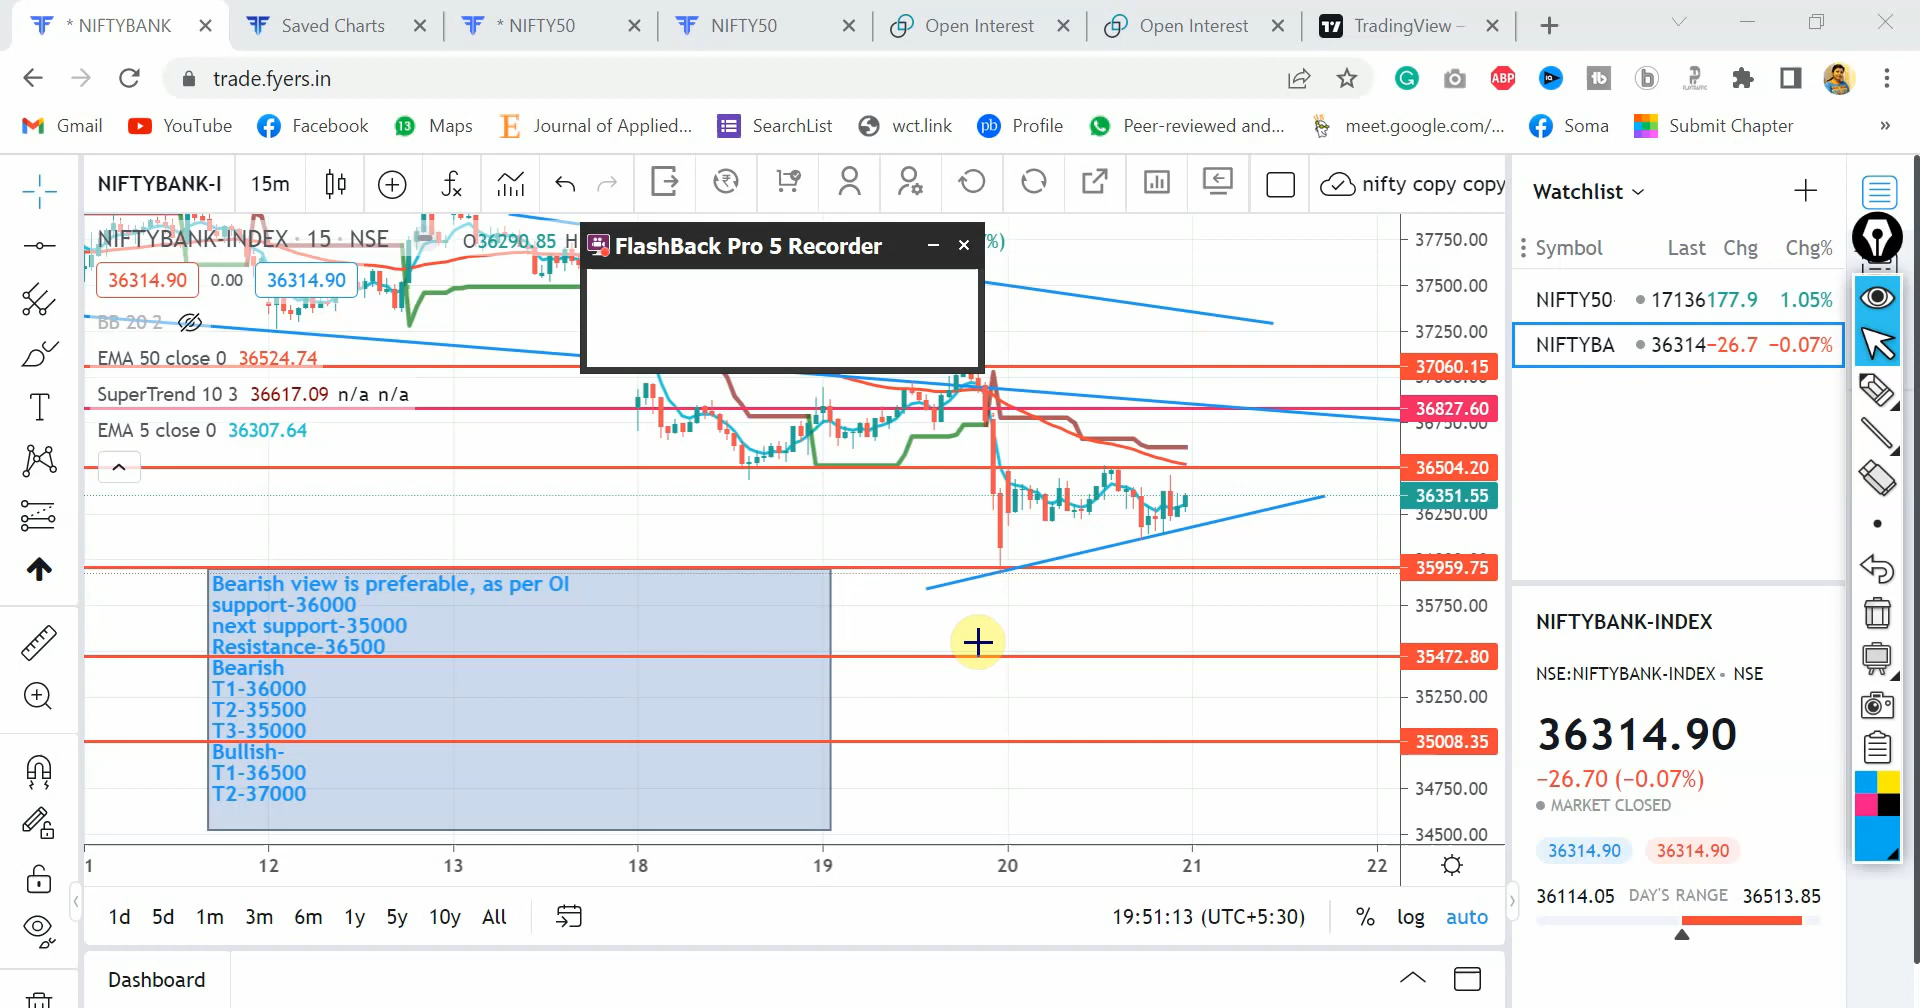 * NIFTYBANK
Saved Charts
* NIFTY50
NIFTY50
Open Interest
Open Interest
TradingView –
trade.fyers.in
Gmail
YouTube
Facebook
13 Maps
Journal of Applied...
SearchList
wct.link
pb Profile
Peer-reviewed and...
meet.google.com/...
Soma
Submit Chapter
»
NIFTYBANK-I
15m
nifty copy copy
Watchlist
NIFTYBANK-INDEX · 15 · NSE
O36290.85 H
%)
FlashBack Pro 5 Recorder
36314.90 0.00 36314.90
BB 20 2
EMA 50 close 0 36524.74
SuperTrend 10 3 36617.09 n/a n/a
EMA 5 close 0 36307.64
37750.00
37500.00
37250.00
37060.15
36827.60
36750.00
36504.20
36351.55
36250.00
35959.75
35750.00
35472.80
35250.00
35008.35
34750.00
34500.00
Bearish view is preferable, as per OI
support-36000
next support-35000
Resistance-36500
Bearish
T1-36000
T2-35500
T3-35000
Bullish-
T1-36500
T2-37000
1 12 13 18 19 20 21 22
1d 5d 1m 3m 6m 1y 5y 10y All
19:51:13 (UTC+5:30)
% log auto
Dashboard
Symbol Last Chg Chg%
NIFTY50- 17136 177.9 1.05%
NIFTYBA 36314 −26.7 −0.07%
NIFTYBANK-INDEX
NSE:NIFTYBANK-INDEX • NSE
36314.90
−26.70 (−0.07%)
MARKET CLOSED
36314.90 36314.90
36114.05 DAY'S RANGE 36513.85
ABP